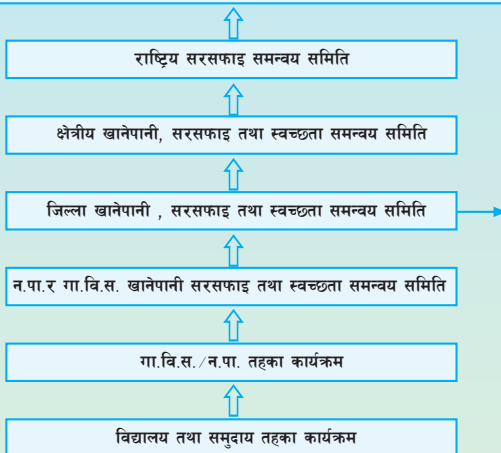 राष्ट्रिय सरसफाइ समन्वय समिति
क्षेत्रीय खानेपानी, सरसफाइ तथा स्वच्छता समन्वय समिति
जिल्ला खानेपानी , सरसफाइ तथा स्वच्छता समन्वय समिति
न.पा.र गा.वि.स. खानेपानी सरसफाइ तथा स्वच्छता समन्वय समिति
गा.वि.स./न.पा. तहका कार्यक्रम
विद्यालय तथा समुदाय तहका कार्यक्रम